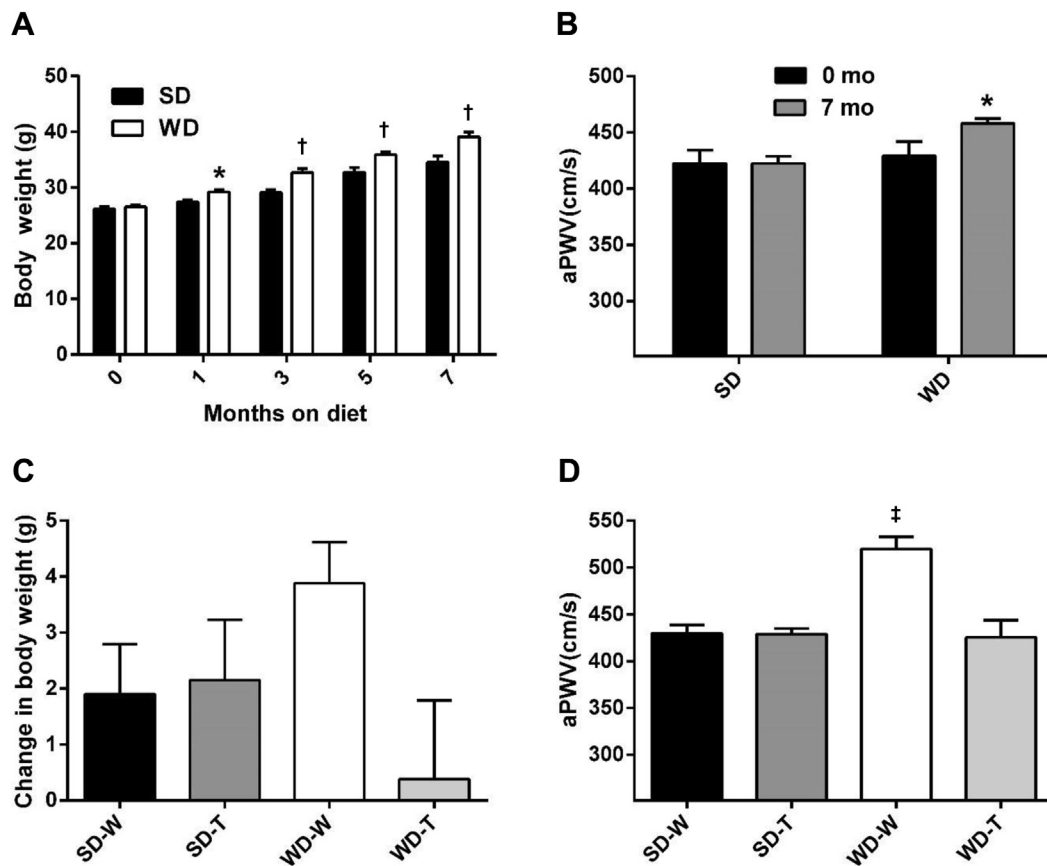 A
50
40
30
20
10
0
Body weight (g)
SD
WD
*
†
†
†
0
1
3
5
7
Months on diet
B
500
450
400
450
300
aPWV(cm/s)
0 mo
7 mo
*
SD
WD
C
5
4
3
2
1
0
Change in body weight (g)
SD-W
SD-T
WD-W
WD-T
D
550
500
450
400
450
300
aPWV(cm/s)
‡
SD-W
SD-T
WD-W
WD-T